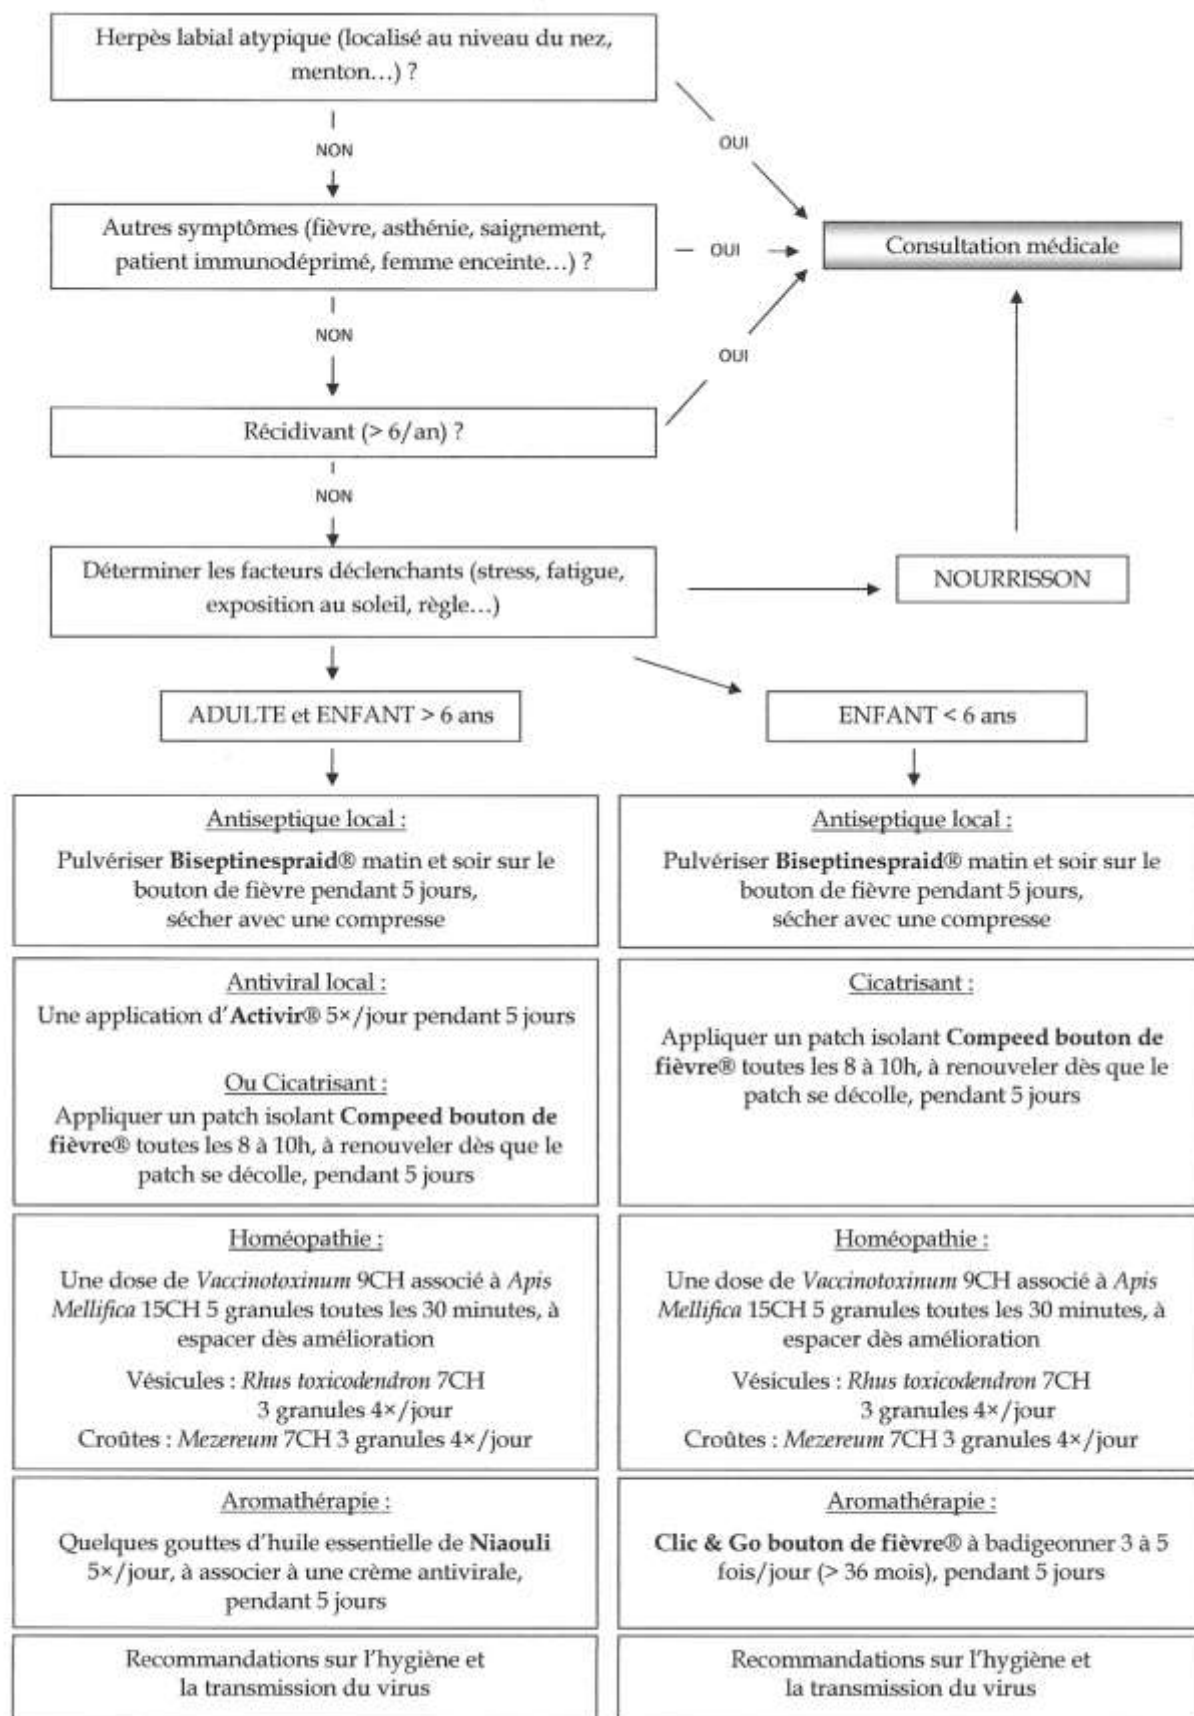 Herpès labial atypique (localisé au niveau du nez,
menton…) ?
OUI
NON
Autres symptômes (fièvre, asthénie, saignement,
patient immunodéprimé, femme enceinte…) ?
OUI
Consultation médicale
NON
OUI
Récidivant (> 6/an) ?
NON
Déterminer les facteurs déclenchants (stress, fatigue,
exposition au soleil, règle…)
NOURRISSON
ADULTE et ENFANT > 6 ans
ENFANT < 6 ans
Antiseptique local :
Pulvériser Biseptinespraid® matin et soir sur le
bouton de fièvre pendant 5 jours,
sécher avec une compresse
Antiviral local :
Une application d'Activir® 5×/jour pendant 5 jours
Ou Cicatrisant :
Appliquer un patch isolant Compeed bouton de
fièvre® toutes les 8 à 10h, à renouveler dès que le
patch se décolle, pendant 5 jours
Homéopathie :
Une dose de Vaccinotoxinum 9CH associé à Apis
Mellifica 15CH 5 granules toutes les 30 minutes, à
espacer dès amélioration
Vésicules : Rhus toxicodendron 7CH
3 granules 4×/jour
Croûtes : Mezereum 7CH 3 granules 4×/jour
Aromathérapie :
Quelques gouttes d'huile essentielle de Niaouli
5×/jour, à associer à une crème antivirale,
pendant 5 jours
Recommandations sur l'hygiène et
la transmission du virus
Antiseptique local :
Pulvériser Biseptinespraid® matin et soir sur le
bouton de fièvre pendant 5 jours,
sécher avec une compresse
Cicatrisant :
Appliquer un patch isolant Compeed bouton de
fièvre® toutes les 8 à 10h, à renouveler dès que le
patch se décolle, pendant 5 jours
Homéopathie :
Une dose de Vaccinotoxinum 9CH associé à Apis
Mellifica 15CH 5 granules toutes les 30 minutes, à
espacer dès amélioration
Vésicules : Rhus toxicodendron 7CH
3 granules 4×/jour
Croûtes : Mezereum 7CH 3 granules 4×/jour
Aromathérapie :
Clic & Go bouton de fièvre® à badigeonner 3 à 5
fois/jour (> 36 mois), pendant 5 jours
Recommandations sur l'hygiène et
la transmission du virus